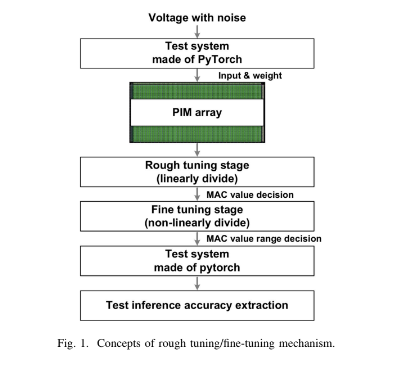 Voltage with noise
Test system
made of PyTorch
Input & weight
PIM array
Rough tuning stage
(linearly divide)
MAC value decision
Fine tuning stage
(non-linearly divide)
MAC value range decision
Test system
made of pytorch
Test inference accuracy extraction
Fig. 1. Concepts of rough tuning/fine-tuning mechanism.